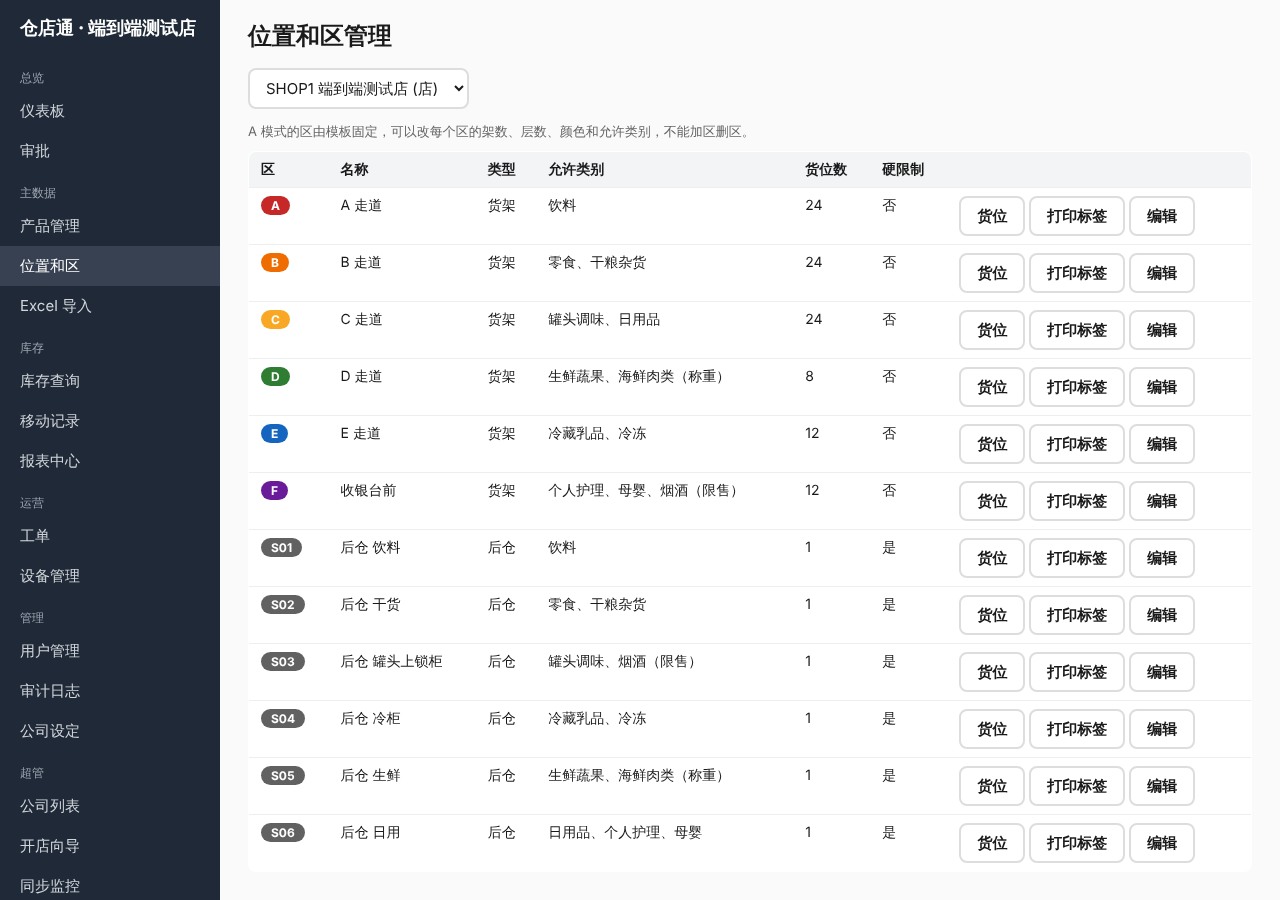 仓店通 · 端到端测试店
总览
仪表板
审批
主数据
产品管理
位置和区
Excel 导入
库存
库存查询
移动记录
报表中心
运营
工单
设备管理
管理
用户管理
审计日志
公司设定
超管
公司列表
开店向导
同步监控
位置和区管理
SHOP1 端到端测试店 (店)
A 模式的区由模板固定，可以改每个区的架数、层数、颜色和允许类别，不能加区删区。
区 名称 类型 允许类别 货位数 硬限制
A A 走道 货架 饮料 24 否 货位 打印标签 编辑
B B 走道 货架 零食、干粮杂货 24 否 货位 打印标签 编辑
C C 走道 货架 罐头调味、日用品 24 否 货位 打印标签 编辑
D D 走道 货架 生鲜蔬果、海鲜肉类（称重） 8 否 货位 打印标签 编辑
E E 走道 货架 冷藏乳品、冷冻 12 否 货位 打印标签 编辑
F 收银台前 货架 个人护理、母婴、烟酒（限售） 12 否 货位 打印标签 编辑
S01 后仓 饮料 后仓 饮料 1 是 货位 打印标签 编辑
S02 后仓 干货 后仓 零食、干粮杂货 1 是 货位 打印标签 编辑
S03 后仓 罐头上锁柜 后仓 罐头调味、烟酒（限售） 1 是 货位 打印标签 编辑
S04 后仓 冷柜 后仓 冷藏乳品、冷冻 1 是 货位 打印标签 编辑
S05 后仓 生鲜 后仓 生鲜蔬果、海鲜肉类（称重） 1 是 货位 打印标签 编辑
S06 后仓 日用 后仓 日用品、个人护理、母婴 1 是 货位 打印标签 编辑